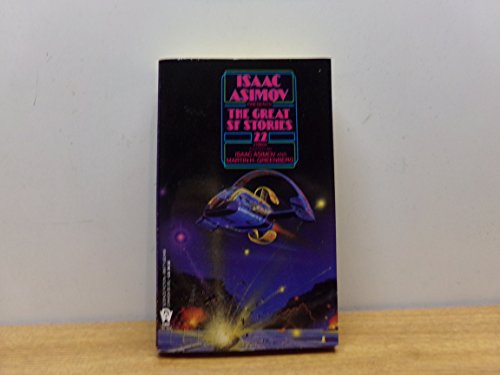 ISAAC
ASIMOV
PRESENTS
THE GREAT
SF STORIES
22
ISAAC ASIMOV AND
MARTIN H. GREENBERG